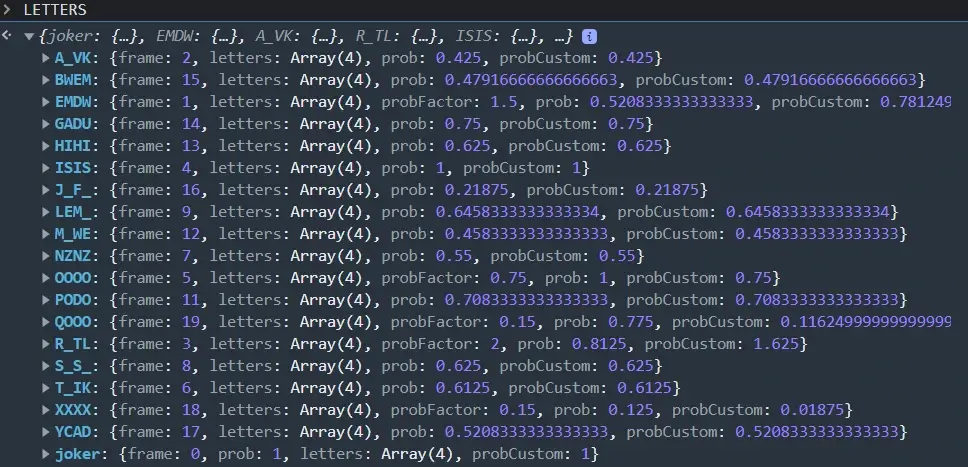 > LETTERS
{joker: {…}, EMDW: {…}, A_VK: {…}, R_TL: {…}, ISIS: {…}, …} i
A_VK: {frame: 2, letters: Array(4), prob: 0.425, probCustom: 0.425}
BWEM: {frame: 15, letters: Array(4), prob: 0.47916666666666663, probCustom: 0.47916666666666663}
EMDW: {frame: 1, letters: Array(4), probFactor: 1.5, prob: 0.5208333333333333, probCustom: 0.781249
GADU: {frame: 14, letters: Array(4), prob: 0.75, probCustom: 0.75}
HIHI: {frame: 13, letters: Array(4), prob: 0.625, probCustom: 0.625}
ISIS: {frame: 4, letters: Array(4), prob: 1, probCustom: 1}
J_F_: {frame: 16, letters: Array(4), prob: 0.21875, probCustom: 0.21875}
LEM_: {frame: 9, letters: Array(4), prob: 0.6458333333333334, probCustom: 0.6458333333333334}
M_WE: {frame: 12, letters: Array(4), prob: 0.4583333333333333, probCustom: 0.4583333333333333}
NZNZ: {frame: 7, letters: Array(4), prob: 0.55, probCustom: 0.55}
OOOO: {frame: 5, letters: Array(4), probFactor: 0.75, prob: 1, probCustom: 0.75}
PODO: {frame: 11, letters: Array(4), prob: 0.7083333333333333, probCustom: 0.7083333333333333}
QOOO: {frame: 19, letters: Array(4), probFactor: 0.15, prob: 0.775, probCustom: 0.11624999999999999
R_TL: {frame: 3, letters: Array(4), probFactor: 2, prob: 0.8125, probCustom: 1.625}
S_S_: {frame: 8, letters: Array(4), prob: 0.625, probCustom: 0.625}
T_IK: {frame: 6, letters: Array(4), prob: 0.6125, probCustom: 0.6125}
XXXX: {frame: 18, letters: Array(4), probFactor: 0.15, prob: 0.125, probCustom: 0.01875}
YCAD: {frame: 17, letters: Array(4), prob: 0.5208333333333333, probCustom: 0.5208333333333333}
joker: {frame: 0, prob: 1, letters: Array(4), probCustom: 1}